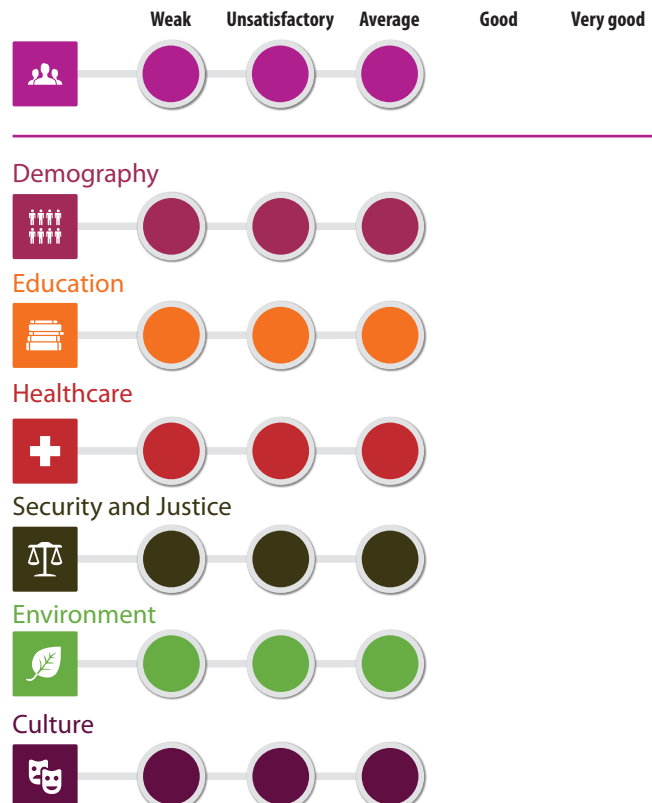 Weak Unsatisfactory Average Good Very good
Demography
Education
Healthcare
Security and Justice
Environment
Culture